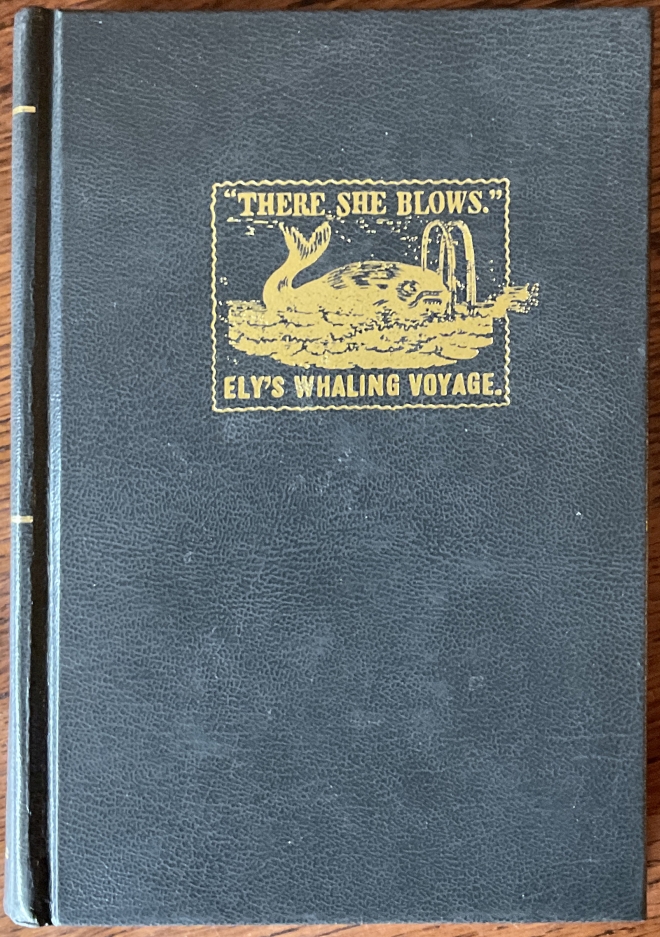 “THERE SHE BLOWS.”
ELY'S WHALING VOYAGE.